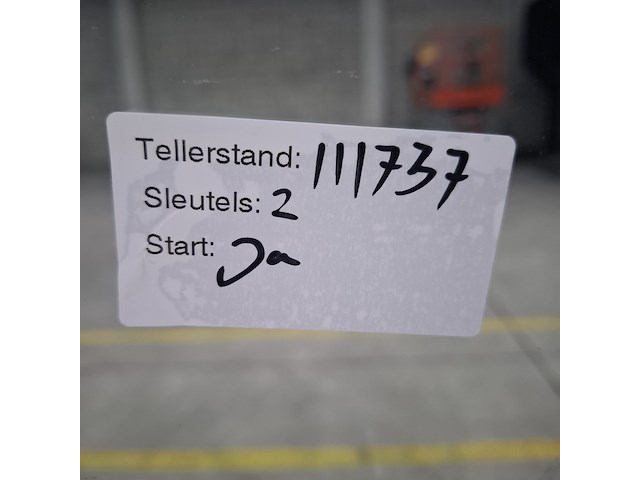 Tellerstand: 111737
Sleutels: 2
Start: Ja